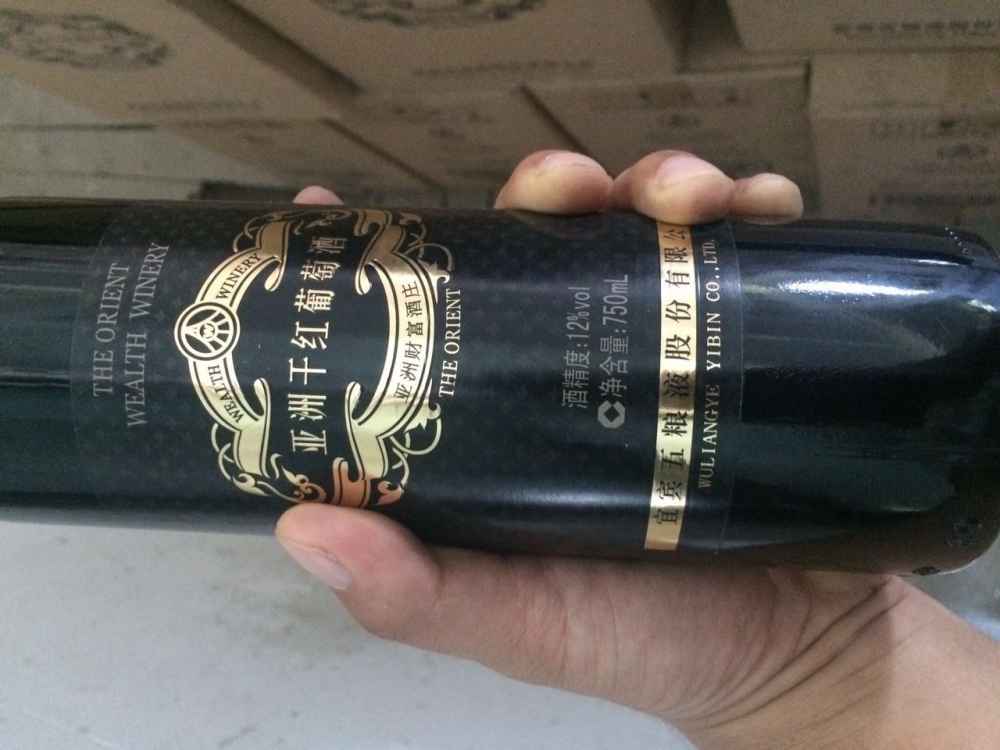 THE ORIENT
WEALTH WINERY
WEALTH WINERY
亚洲干红葡萄酒
亚洲财富酒庄
THE ORIENT
酒精度:12%vol
净含量:750mL
宜宾五粮液股份有限公
WULIANGYE YIBIN CO.,LTD.